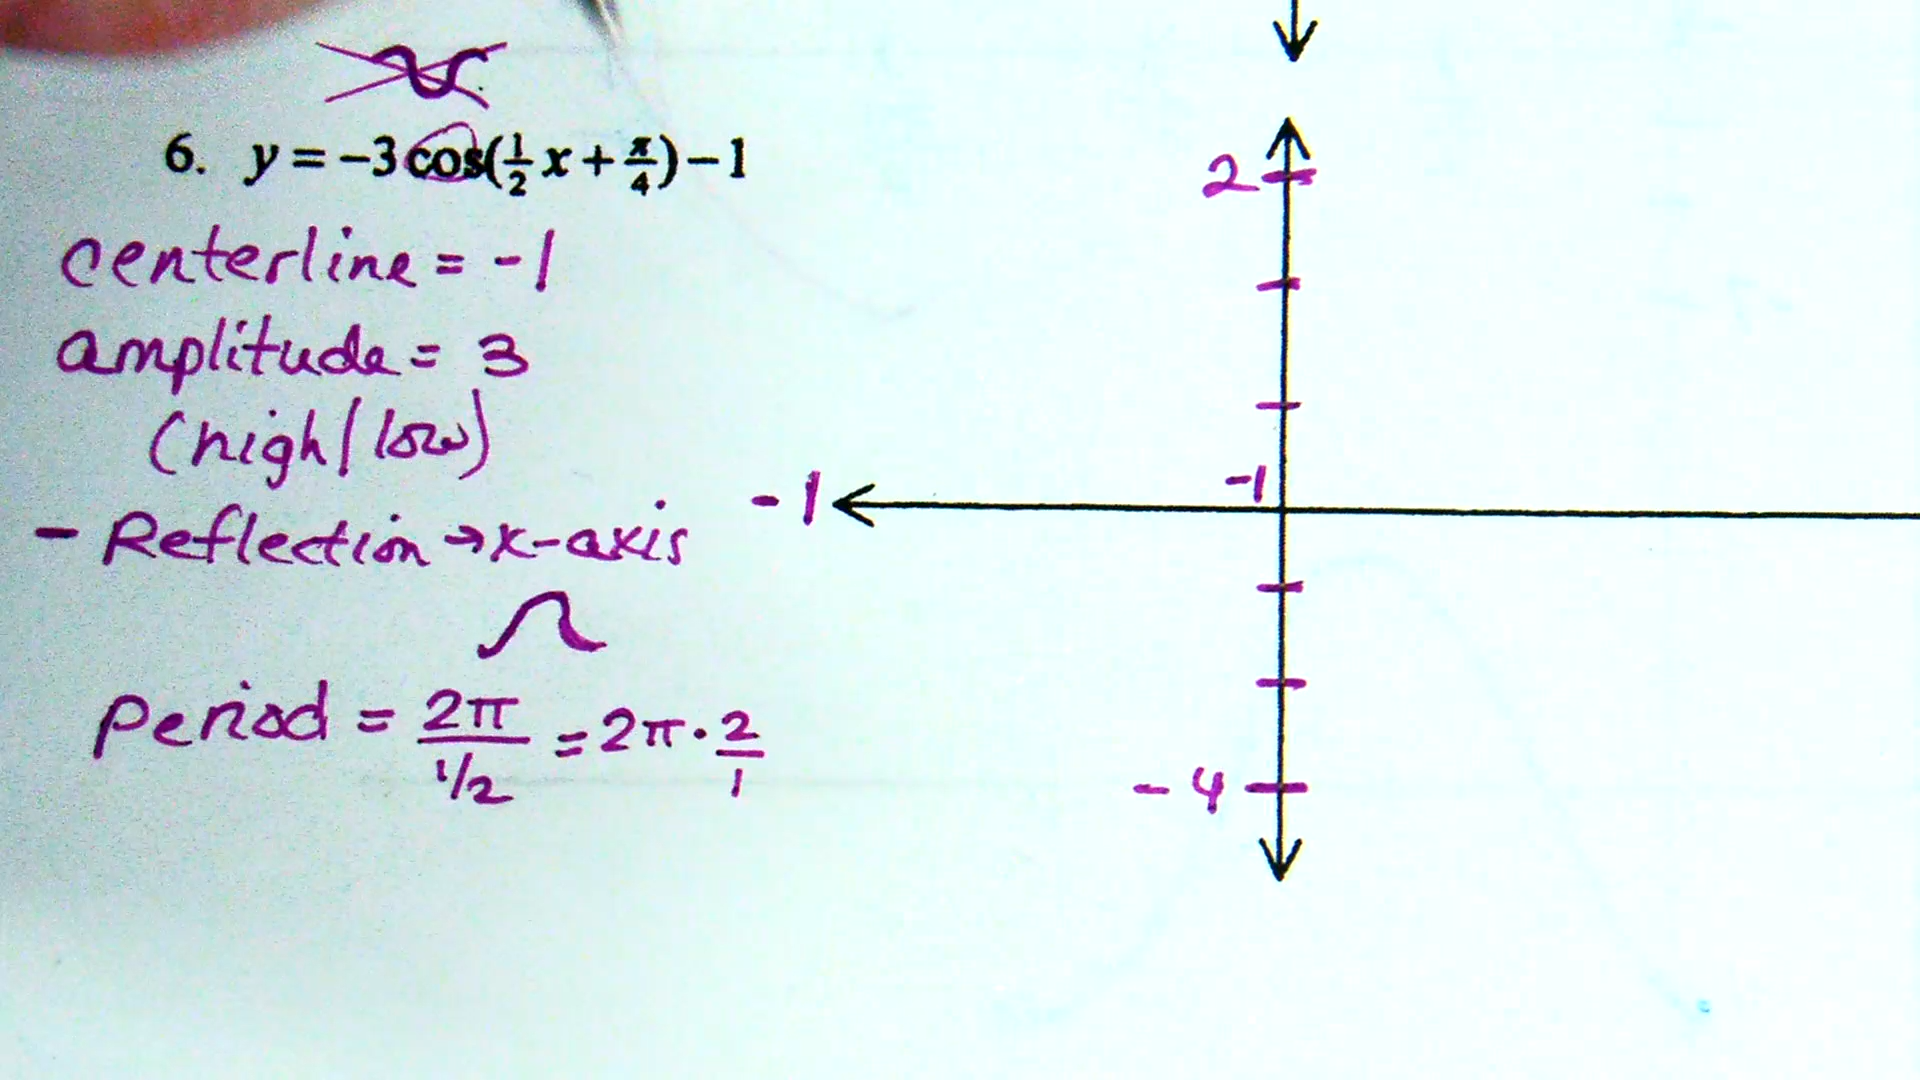 6. y = -3 cos(1/2 x + π/4) - 1
centerline = -1
amplitude = 3
(high/low)
- Reflection → x-axis
period = 2π / 1/2 = 2π · 2/1
2
-1
-1
-4